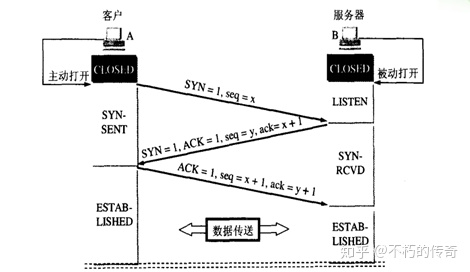 客户
服务器
A
B
CLOSED
CLOSED
主动打开
被动打开
SYN = 1, seq = x
LISTEN
SYN-
SENT
SYN = 1, ACK = 1, seq = y, ack= x + 1
SYN-
RCVD
ACK = 1, seq = x + 1, ack = y + 1
ESTAB-
LISHED
数据传送
ESTAB-
LISHED
知乎 @不朽的传奇